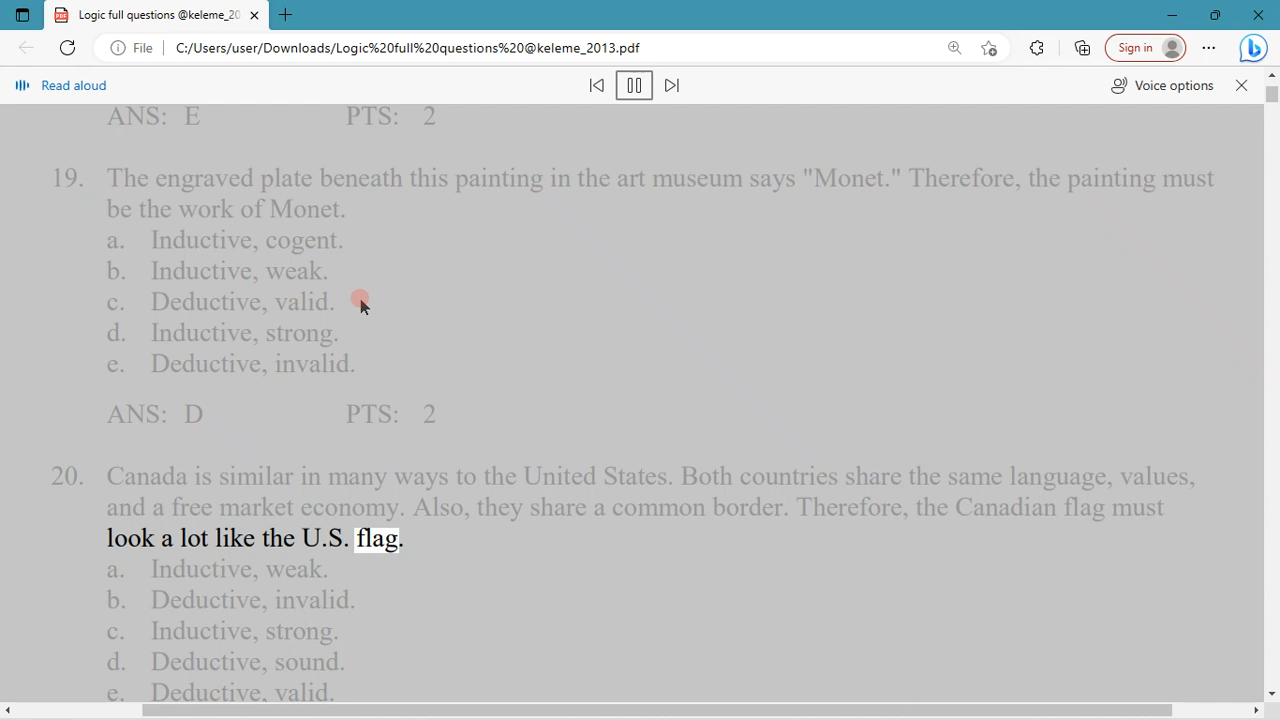 Logic full questions @keleme_20
File C:/Users/user/Downloads/Logic%20full%20questions%20@keleme_2013.pdf Sign in
Read aloud Voice options
ANS: E PTS: 2
19. The engraved plate beneath this painting in the art museum says "Monet." Therefore, the painting must
be the work of Monet.
a. Inductive, cogent.
b. Inductive, weak.
c. Deductive, valid.
d. Inductive, strong.
e. Deductive, invalid.
ANS: D PTS: 2
20. Canada is similar in many ways to the United States. Both countries share the same language, values,
and a free market economy. Also, they share a common border. Therefore, the Canadian flag must
look a lot like the U.S. flag.
a. Inductive, weak.
b. Deductive, invalid.
c. Inductive, strong.
d. Deductive, sound.
e. Deductive, valid.